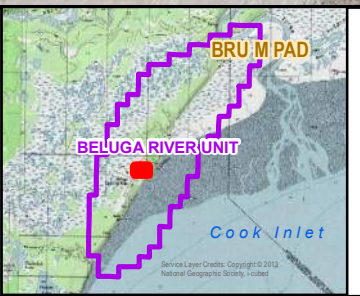 BRU M PAD
BELUGA RIVER UNIT
Cook Inlet
Service Layer Credits: Copyright:© 2013
National Geographic Society, i-cubed